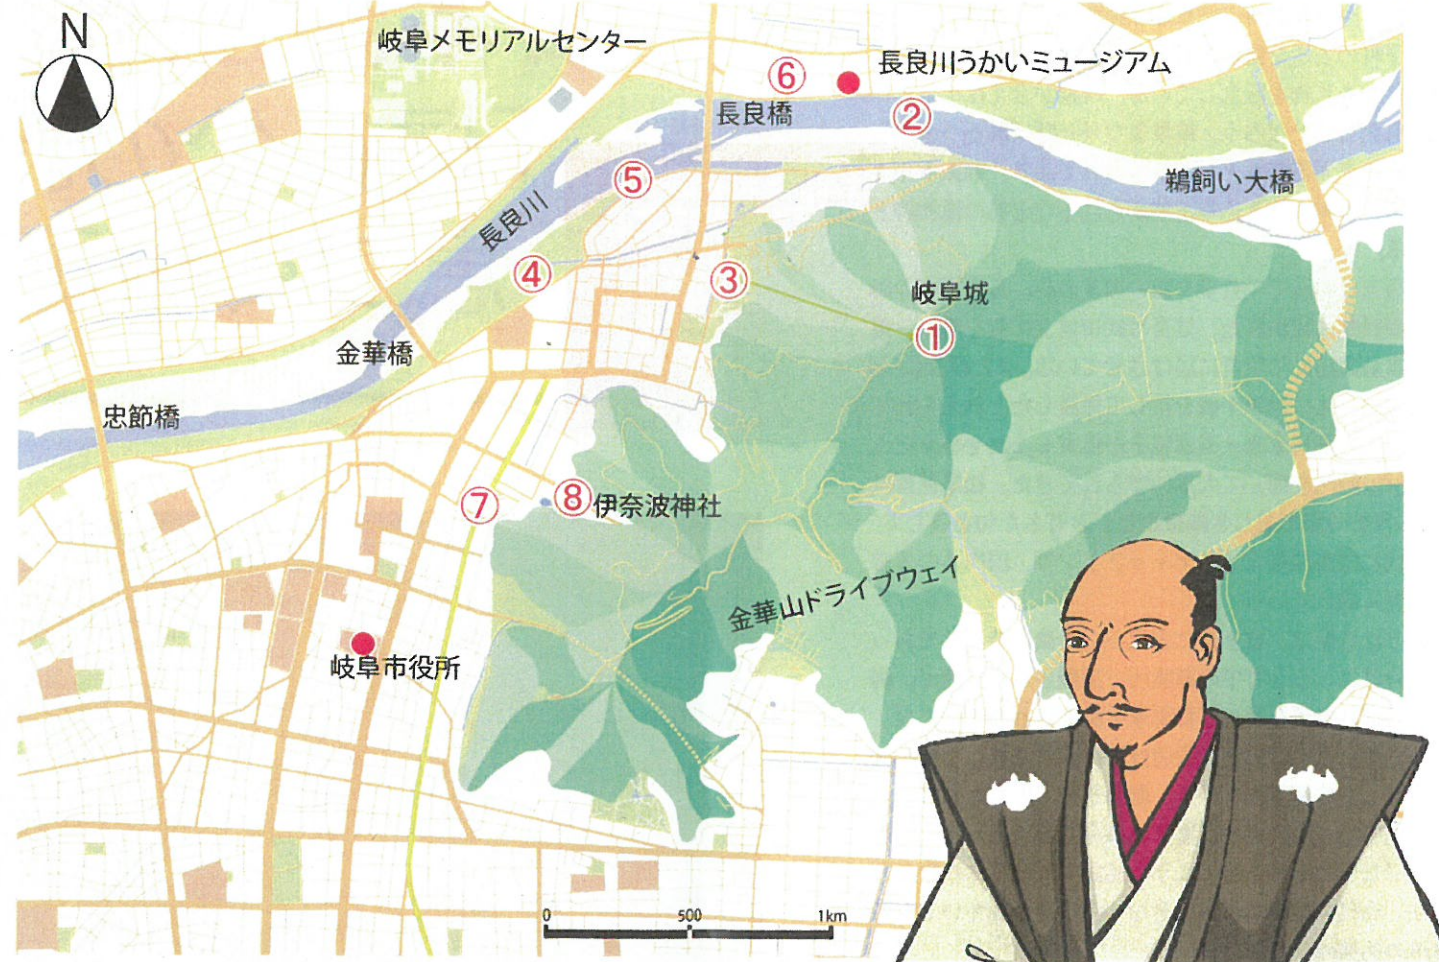 N
岐阜メモリアルセンター
⑥
長良川うかいミュージアム
長良橋
②
⑤
鵜飼い大橋
長良川
④
③
岐阜城
①
金華橋
忠節橋
⑦
⑧
伊奈波神社
金華山ドライブウェイ
岐阜市役所
0 500 1km